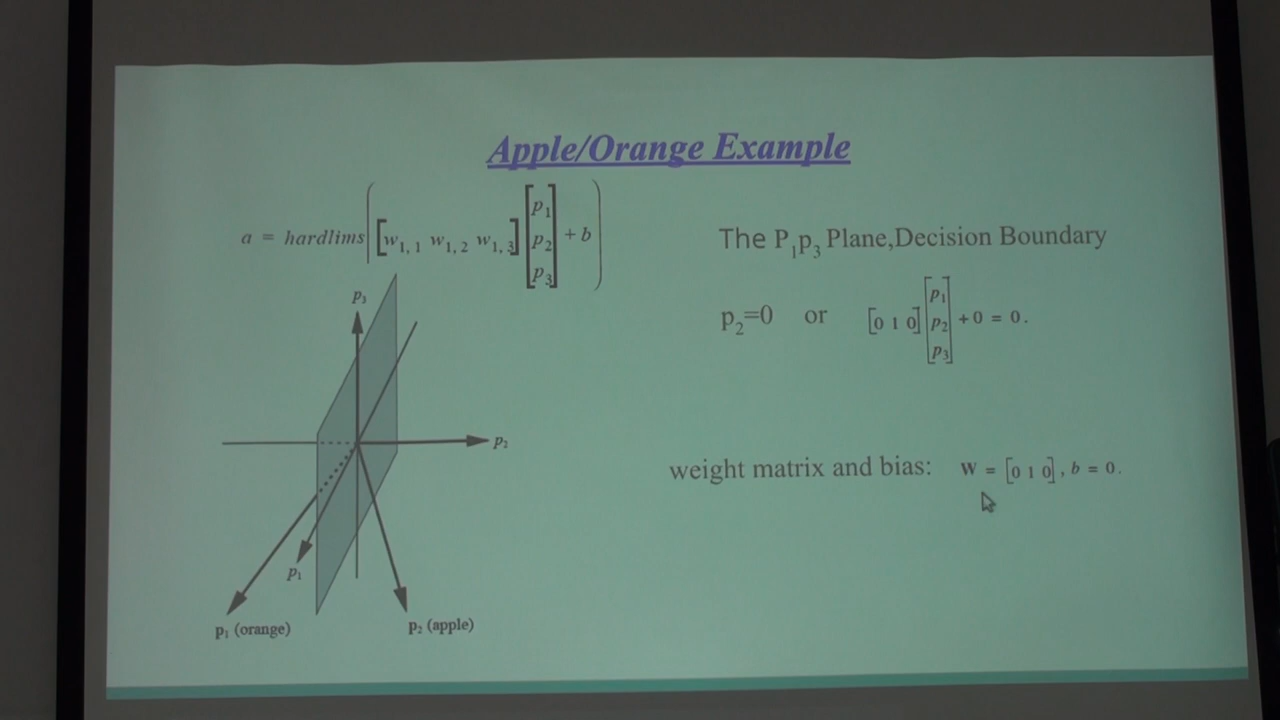 Apple/Orange Example
a = hardlims([w1,1 w1,2 w1,3] [p1 p2 p3] + b)
The P1p3 Plane,Decision Boundary
p2=0 or [0 1 0] [p1 p2 p3] + 0 = 0.
weight matrix and bias: W = [0 1 0], b = 0.
p3
p2
p1
p1 (orange)
p2 (apple)